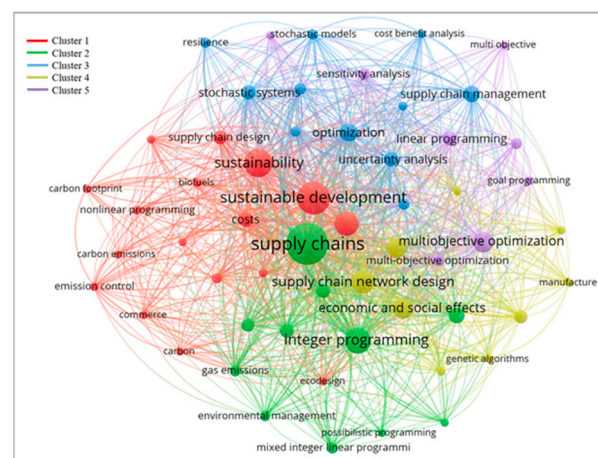 Cluster 1
Cluster 2
Cluster 3
Cluster 4
Cluster 5
stochastic models
cost benefit analysis
resilience
multi objective
sensitivity analysis
stochastic systems
supply chain management
optimization
supply chain design
linear programming
sustainability
uncertainty analysis
biofuels
goal programming
carbon footprint
sustainable development
nonlinear programming
costs
supply chains
multiobjective optimization
carbon emissions
multi-objective optimization
supply chain network design
manufacture
emission control
economic and social effects
commerce
integer programming
carbon
genetic algorithms
gas emissions
ecodesign
environmental management
possibilistic programming
mixed integer linear programmi